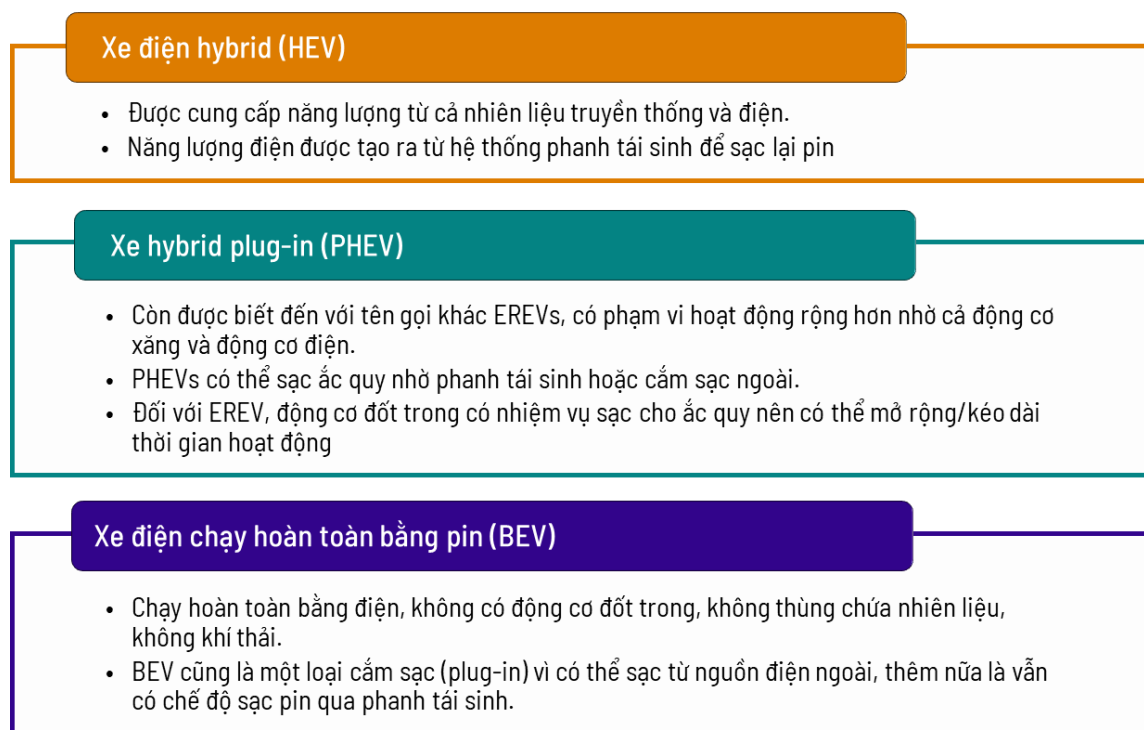 Xe điện hybrid (HEV)
• Được cung cấp năng lượng từ cả nhiên liệu truyền thống và điện.
• Năng lượng điện được tạo ra từ hệ thống phanh tái sinh để sạc lại pin
Xe hybrid plug-in (PHEV)
• Còn được biết đến với tên gọi khác EREVs, có phạm vi hoạt động rộng hơn nhờ cả động cơ
xăng và động cơ điện.
• PHEVs có thể sạc ắc quy nhờ phanh tái sinh hoặc cắm sạc ngoài.
• Đối với EREV, động cơ đốt trong có nhiệm vụ sạc cho ắc quy nên có thể mở rộng/kéo dài
thời gian hoạt động
Xe điện chạy hoàn toàn bằng pin (BEV)
• Chạy hoàn toàn bằng điện, không có động cơ đốt trong, không thùng chứa nhiên liệu,
không khí thải.
• BEV cũng là một loại cắm sạc (plug-in) vì có thể sạc từ nguồn điện ngoài, thêm nữa là vẫn
có chế độ sạc pin qua phanh tái sinh.